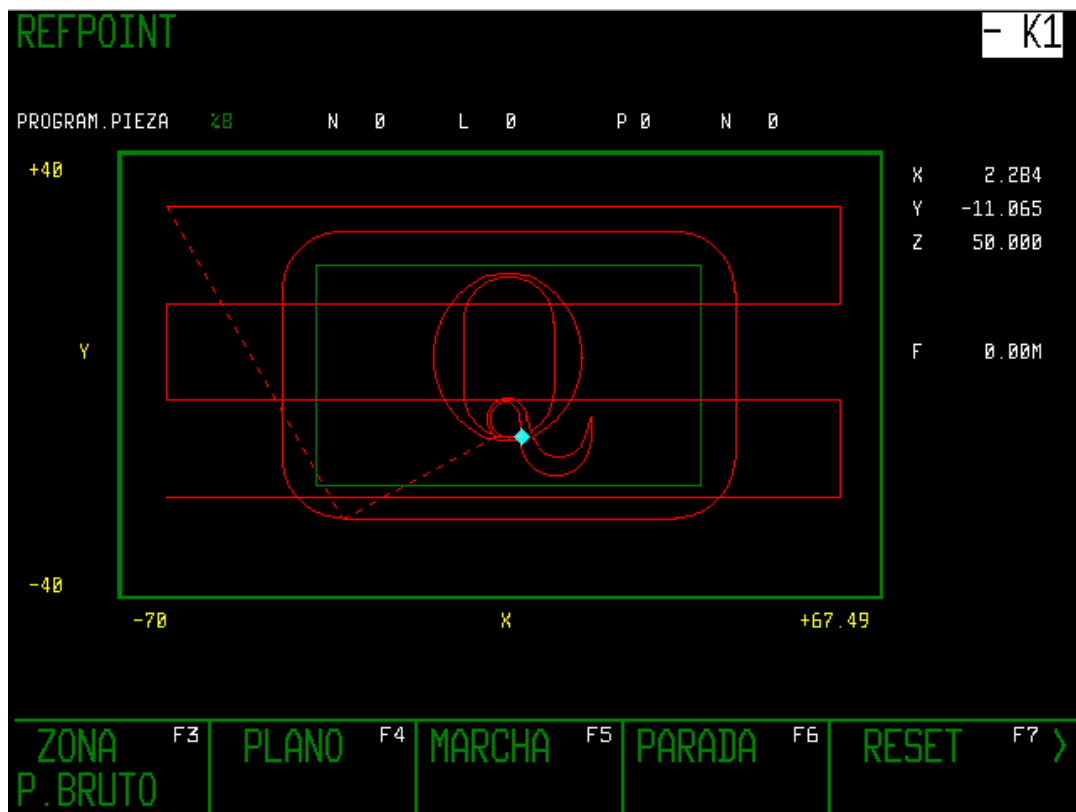 REFPOINT
- K1
PROGRAM.PIEZA %8 N 0 L 0 P 0 N 0
+40
X 2.284
Y -11.065
Z 50.000
Y
F 0.00M
Q
-40
-70 X +67.49
ZONA P.BRUTO F3
PLANO F4
MARCHA F5
PARADA F6
RESET F7 >